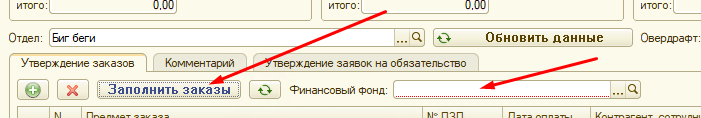 итого: 0,00 итого: 0,00 итого:
Отдел: Биг беги ... Обновить данные Овердрафт:
Утверждение заказов Комментарий Утверждение заявок на обязательство
Заполнить заказы Финансовый фонд: ...
N Предмет заказа № ПЗП Дата оплаты Контрагент, сотрудн